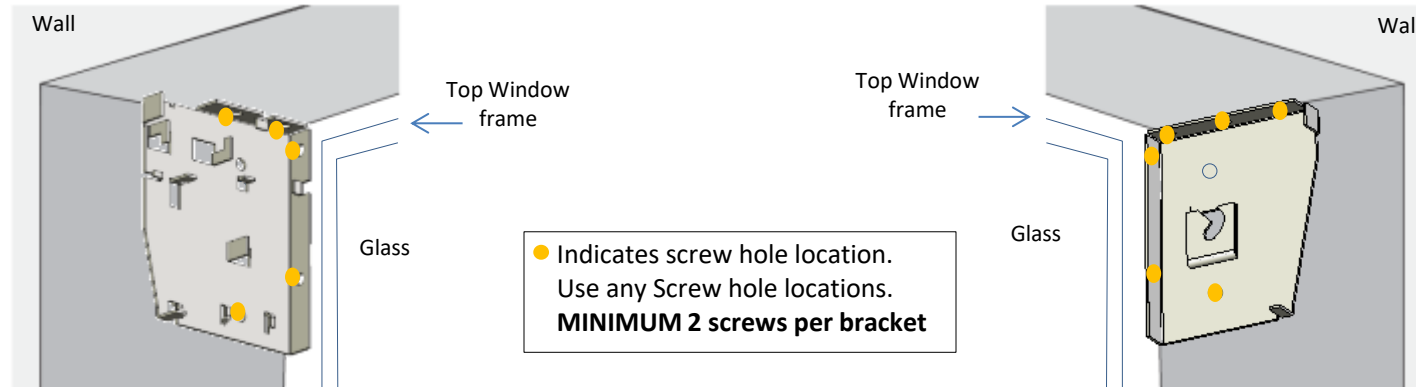 Wall
Wal
Top Window
frame
Top Window
frame
Glass
Glass
Indicates screw hole location.
Use any Screw hole locations.
MINIMUM 2 screws per bracket